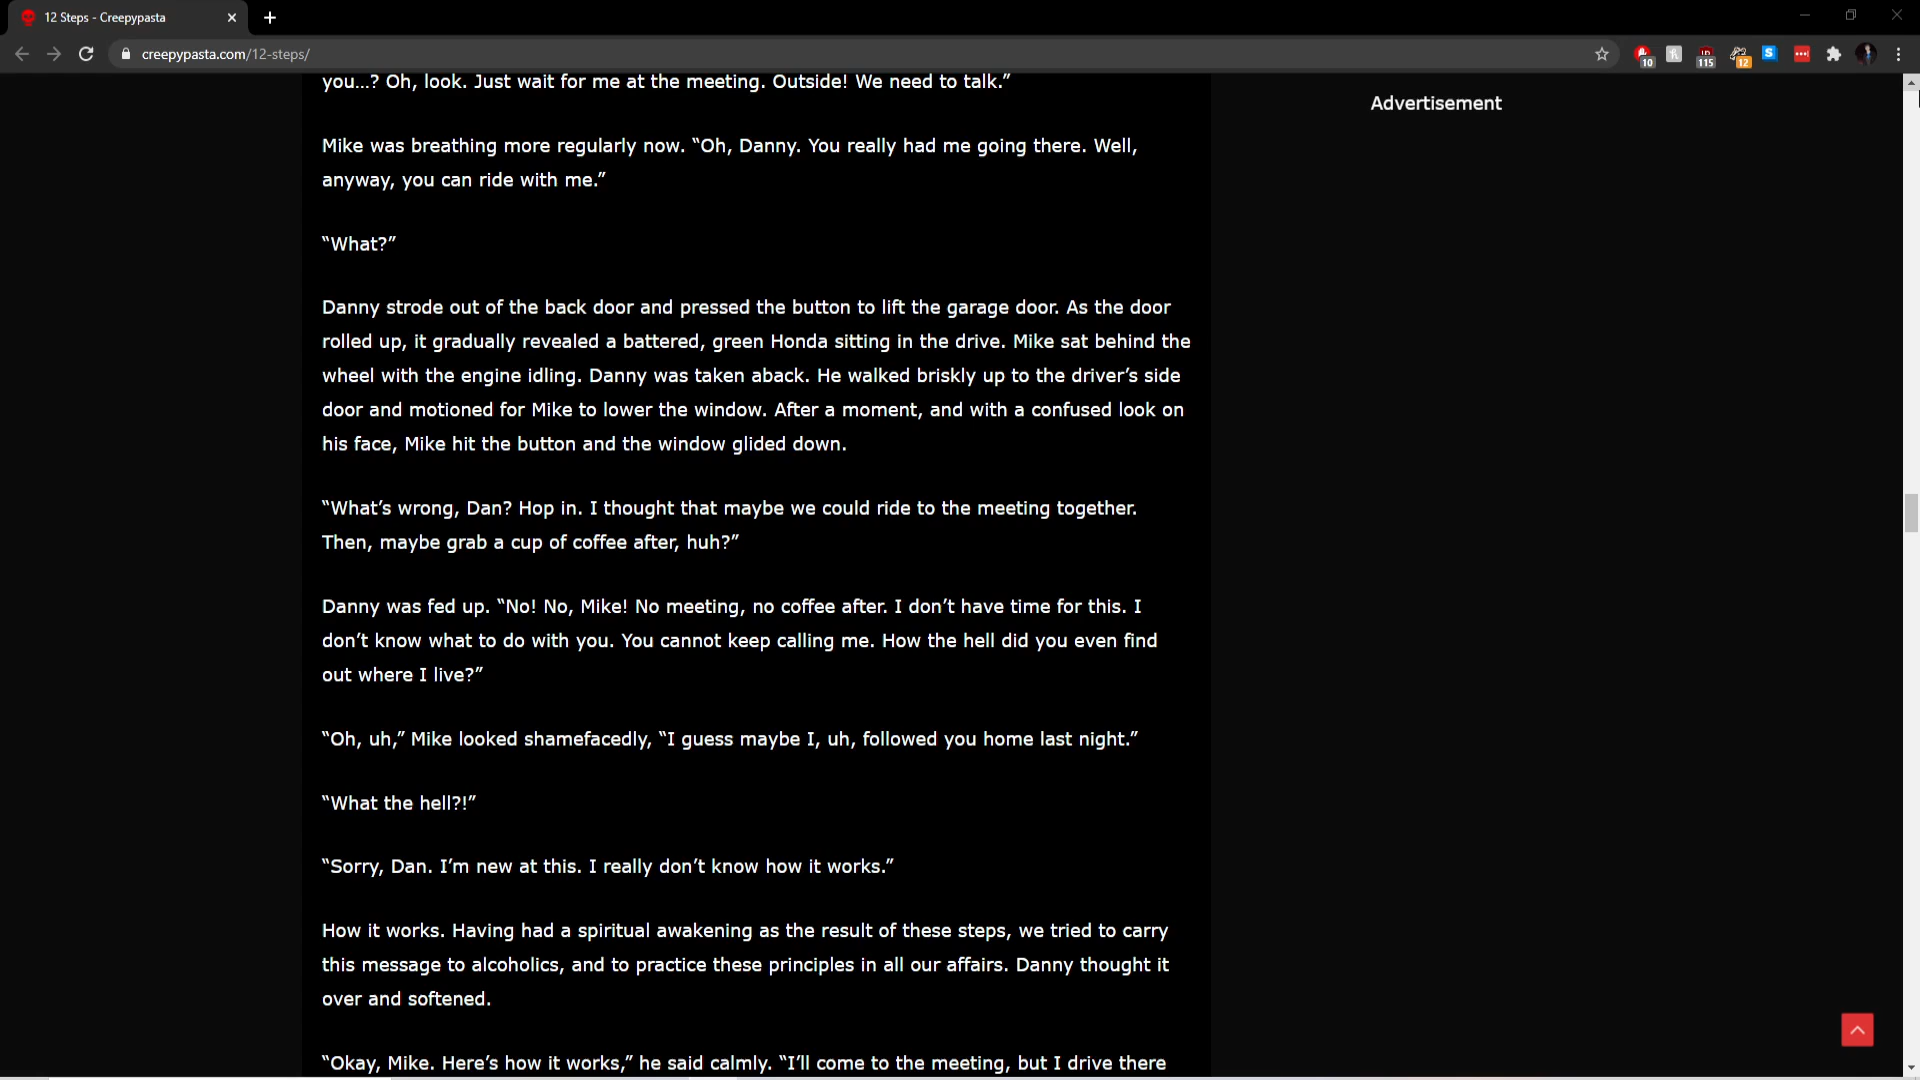 12 Steps - Creepypasta
creepypasta.com/12-steps/
10
115
12
S
you...? Oh, look. Just wait for me at the meeting. Outside! We need to talk.”
Advertisement
Mike was breathing more regularly now. “Oh, Danny. You really had me going there. Well,
anyway, you can ride with me.”
“What?”
Danny strode out of the back door and pressed the button to lift the garage door. As the door
rolled up, it gradually revealed a battered, green Honda sitting in the drive. Mike sat behind the
wheel with the engine idling. Danny was taken aback. He walked briskly up to the driver’s side
door and motioned for Mike to lower the window. After a moment, and with a confused look on
his face, Mike hit the button and the window glided down.
“What’s wrong, Dan? Hop in. I thought that maybe we could ride to the meeting together.
Then, maybe grab a cup of coffee after, huh?”
Danny was fed up. “No! No, Mike! No meeting, no coffee after. I don’t have time for this. I
don’t know what to do with you. You cannot keep calling me. How the hell did you even find
out where I live?”
“Oh, uh,” Mike looked shamefacedly, “I guess maybe I, uh, followed you home last night.”
“What the hell?!”
“Sorry, Dan. I’m new at this. I really don’t know how it works.”
How it works. Having had a spiritual awakening as the result of these steps, we tried to carry
this message to alcoholics, and to practice these principles in all our affairs. Danny thought it
over and softened.
“Okay, Mike. Here’s how it works,” he said calmly. “I’ll come to the meeting, but I drive there